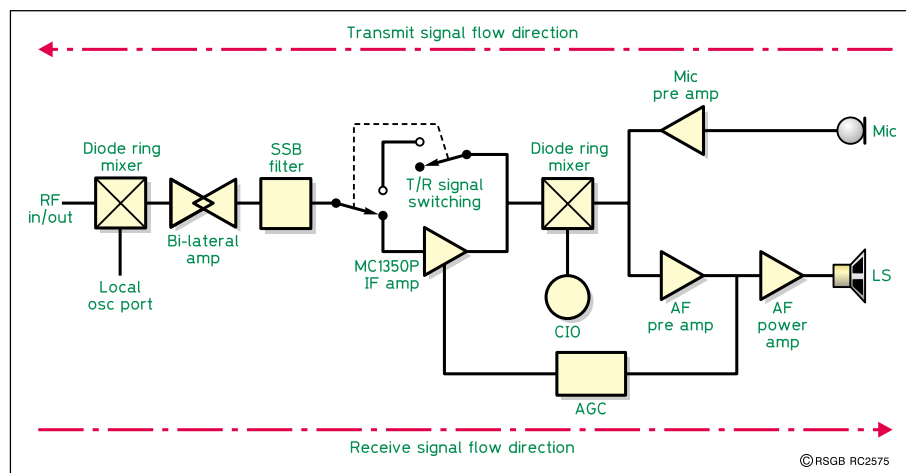 Transmit signal flow direction
Mic
pre amp
Mic
Diode ring
mixer
SSB
filter
Diode ring
mixer
T/R signal
switching
RF
in/out
Bi-lateral
amp
MC1350P
IF amp
Local
osc port
CIO
AF
pre amp
AF
power
amp
LS
AGC
Receive signal flow direction
©RSGB RC2575